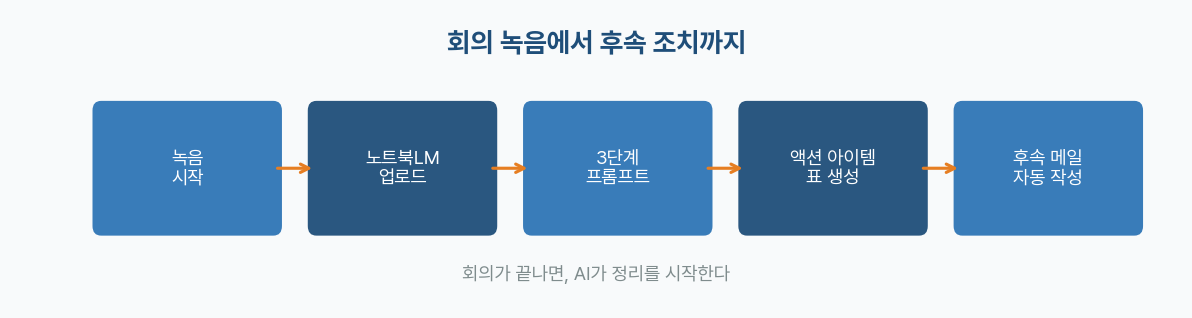 회의 녹음에서 후속 조치까지
녹음
시작
노트북LM
업로드
3단계
프롬프트
액션 아이템
표 생성
후속 메일
자동 작성
회의가 끝나면, AI가 정리를 시작한다